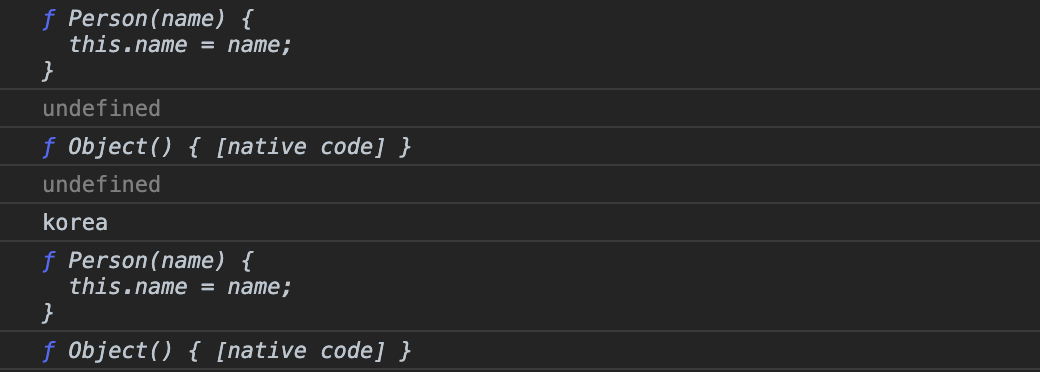 f Person(name) {
this.name = name;
}
undefined
f Object() { [native code] }
undefined
korea
f Person(name) {
this.name = name;
}
f Object() { [native code] }